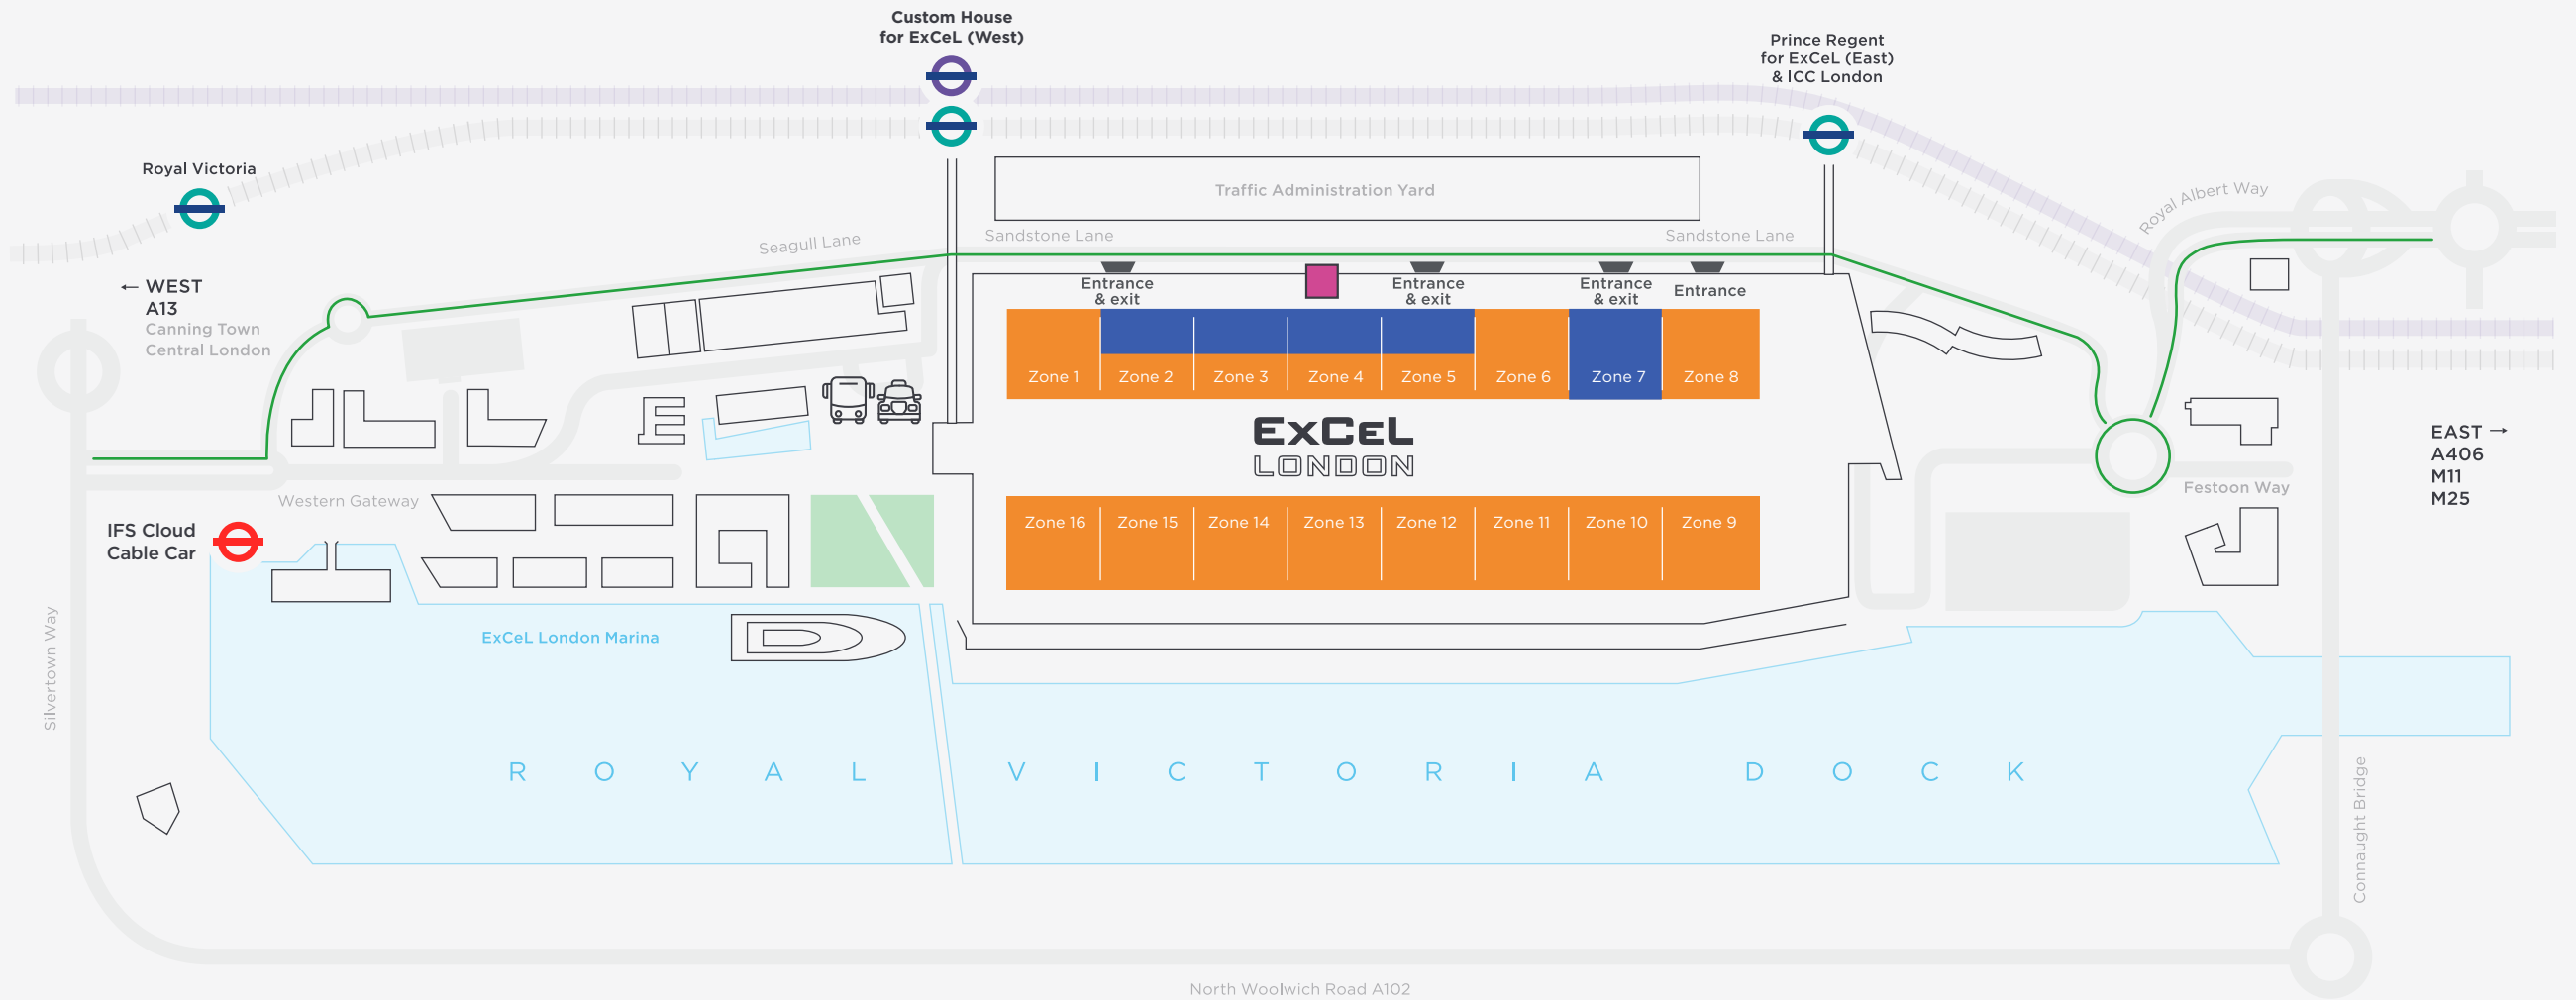 Custom House
for ExCeL (West)
Prince Regent
for ExCeL (East)
& ICC London
Royal Victoria
Traffic Administration Yard
Royal Albert Way
Seagull Lane
Sandstone Lane
Sandstone Lane
← WEST
A13
Canning Town
Central London
Entrance
& exit
Entrance
& exit
Entrance
& exit
Entrance
Zone 1
Zone 2
Zone 3
Zone 4
Zone 5
Zone 6
Zone 7
Zone 8
ExCeL
LONDON
EAST →
A406
M11
M25
Western Gateway
Festoon Way
IFS Cloud
Cable Car
Zone 16
Zone 15
Zone 14
Zone 13
Zone 12
Zone 11
Zone 10
Zone 9
Silvertown Way
ExCeL London Marina
ROYAL VICTORIA DOCK
Connaught Bridge
North Woolwich Road A102